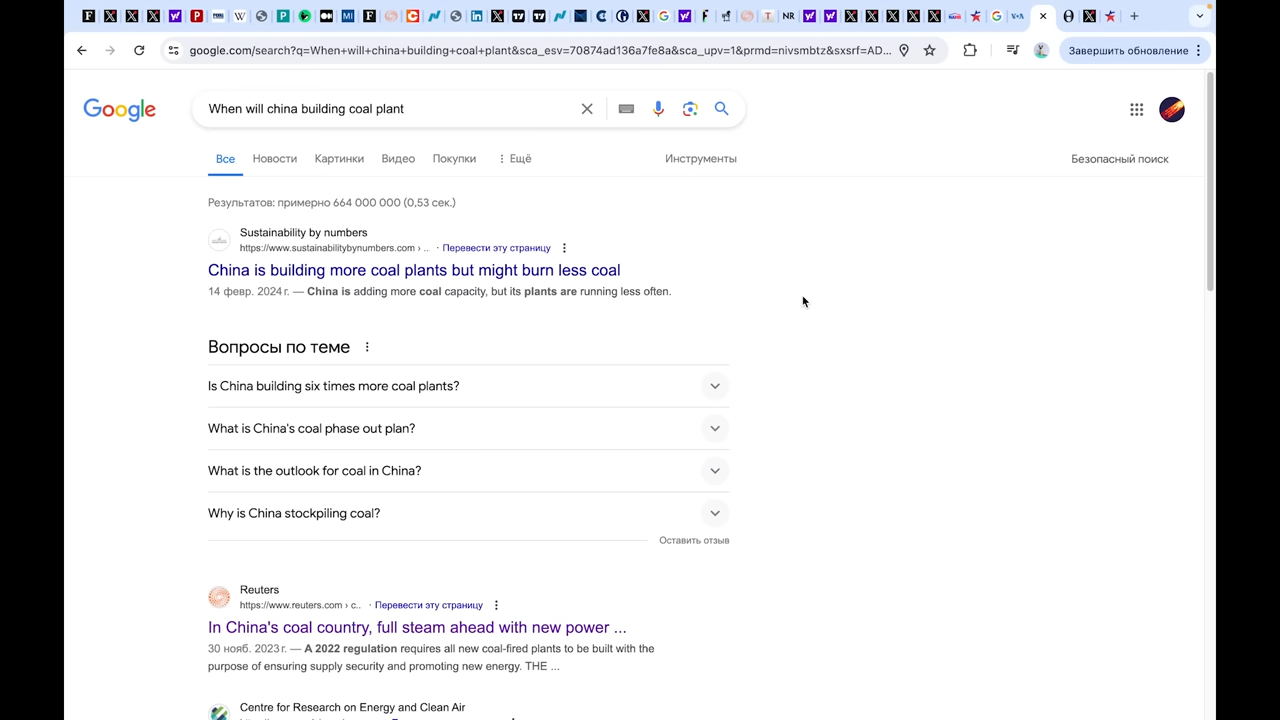 google.com/search?q=When+will+china+building+coal+plant&sca_esv=70874ad136a7fe8a&sca_upv=1&prmd=nivsmbtz&sxsrf=AD...
Завершить обновление
Google
When will china building coal plant
Все Новости Картинки Видео Покупки Ещё Инструменты Безопасный поиск
Результатов: примерно 664 000 000 (0,53 сек.)
Sustainability by numbers
https://www.sustainabilitybynumbers.com › .. · Перевести эту страницу
China is building more coal plants but might burn less coal
14 февр. 2024 г. — China is adding more coal capacity, but its plants are running less often.
Вопросы по теме
Is China building six times more coal plants?
What is China's coal phase out plan?
What is the outlook for coal in China?
Why is China stockpiling coal?
Оставить отзыв
Reuters
https://www.reuters.com › c.. · Перевести эту страницу
In China's coal country, full steam ahead with new power ...
30 нояб. 2023 г. — A 2022 regulation requires all new coal-fired plants to be built with the
purpose of ensuring supply security and promoting new energy. THE ...
Centre for Research on Energy and Clean Air